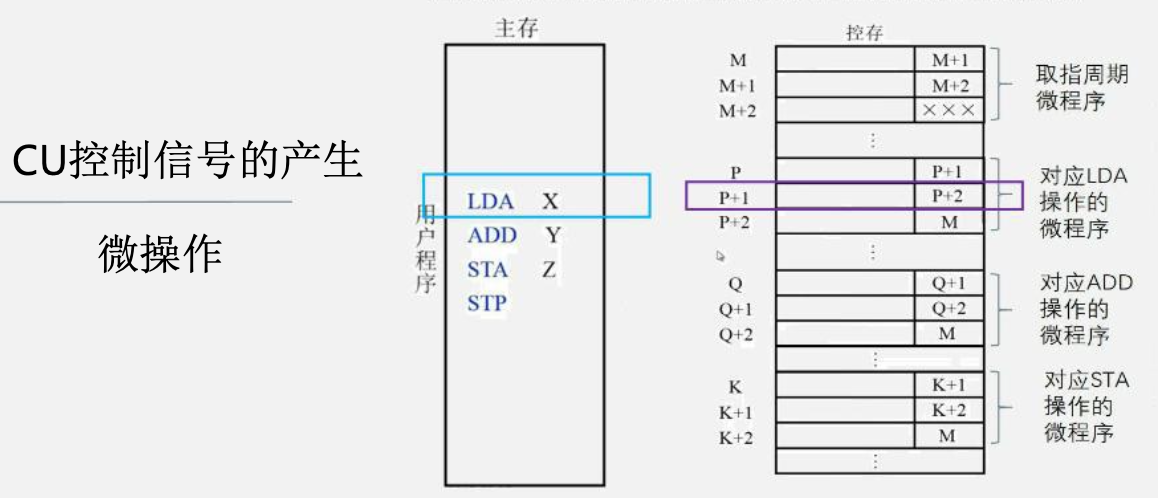 CU控制信号的产生
微操作
主存
用户程序
LDA X
ADD Y
STA Z
STP
控存
M M+1
M+1 M+2
M+2 ×××
⋮
P P+1
P+1 P+2
P+2 M
⋮
Q Q+1
Q+1 Q+2
Q+2 M
⋮
K K+1
K+1 K+2
K+2 M
⋮
取指周期
微程序
对应LDA
操作的
微程序
对应ADD
操作的
微程序
对应STA
操作的
微程序